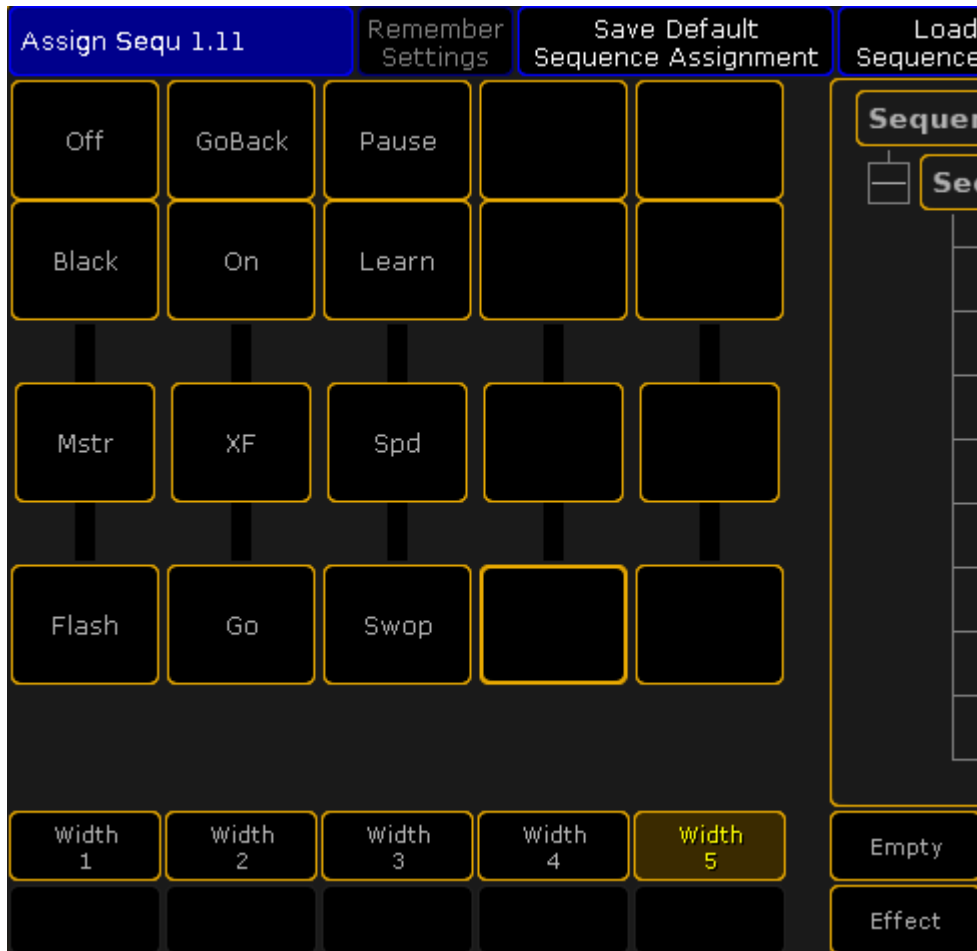 Assign Sequ 1.11
Remember
Settings
Save Default
Sequence Assignment
Load
Sequence
Off
GoBack
Pause
Black
On
Learn
Mstr
XF
Spd
Flash
Go
Swop
Width
1
Width
2
Width
3
Width
4
Width
5
Empty
Effect